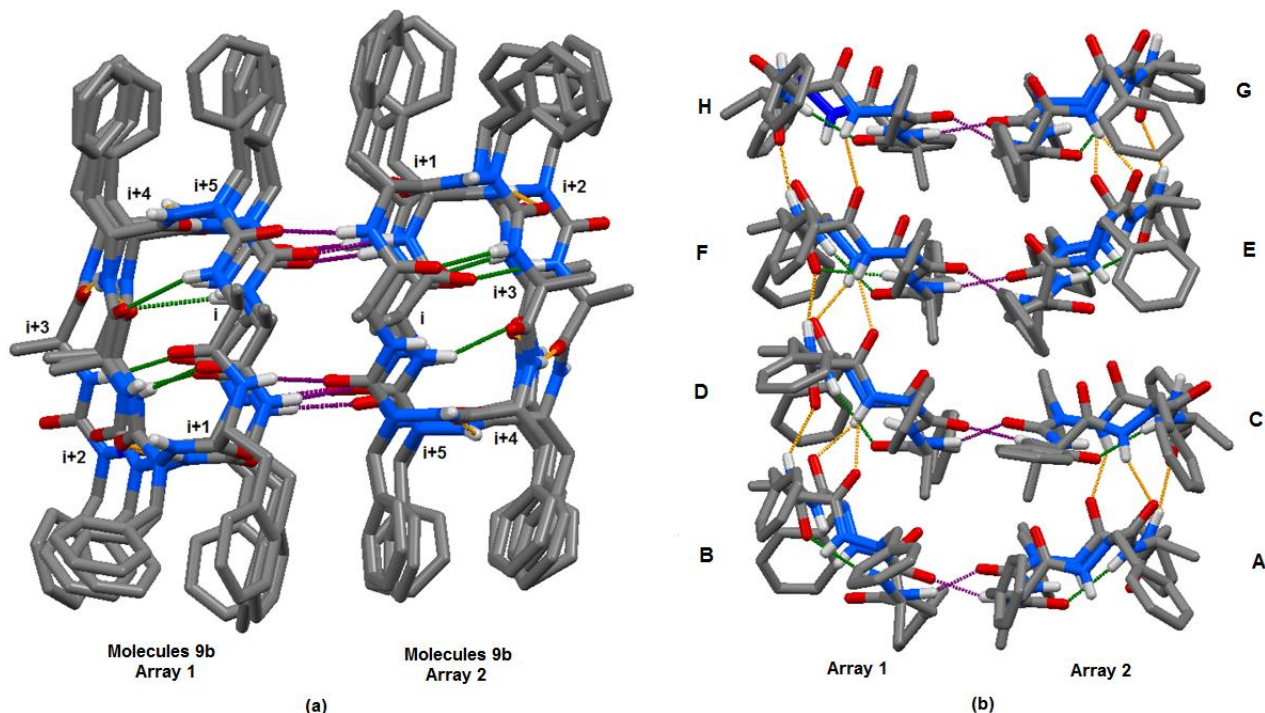 i+4
i+5
i+1
i+2
i+3
i
i+3
i
i+1
i+2
i+5
i+4
Molecules 9b
Array 1
Molecules 9b
Array 2
(a)
H
G
F
E
D
C
B
A
Array 1
Array 2
(b)